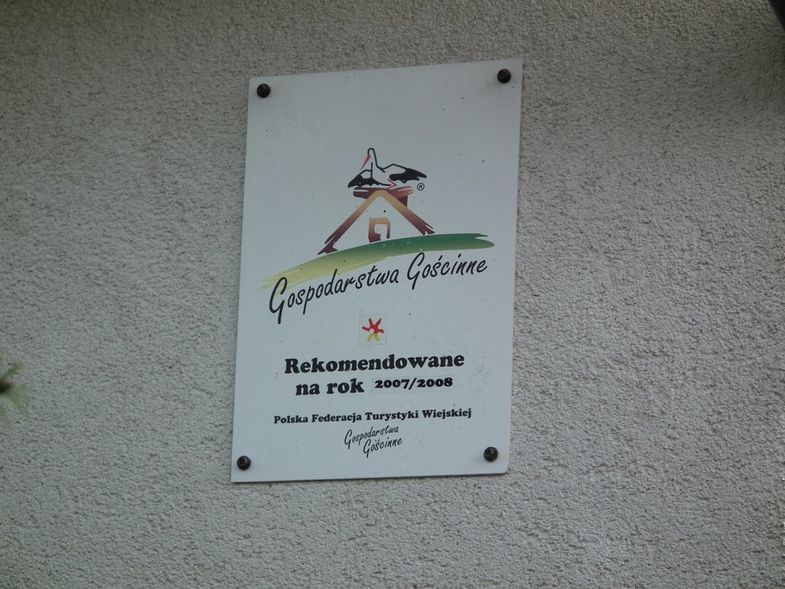 ®
Gospodarstwa Gościnne
Rekomendowane
na rok 2007/2008
Polska Federacja Turystyki Wiejskiej
Gospodarstwa
Gościnne